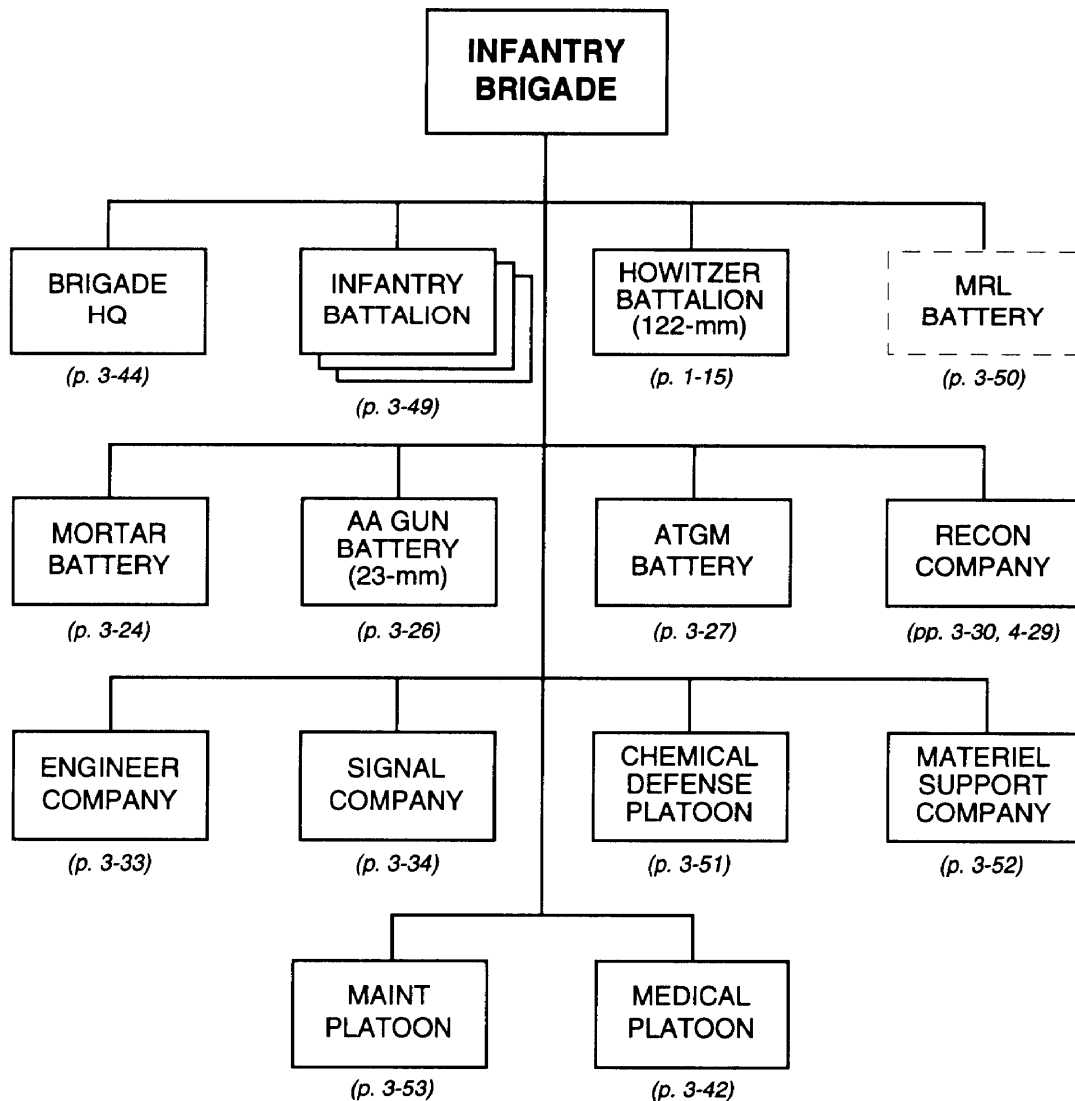 INFANTRY
BRIGADE
BRIGADE
HQ
(p. 3-44)
INFANTRY
BATTALION
(p. 3-49)
HOWITZER
BATTALION
(122-mm)
(p. 1-15)
MRL
BATTERY
(p. 3-50)
MORTAR
BATTERY
(p. 3-24)
AA GUN
BATTERY
(23-mm)
(p. 3-26)
ATGM
BATTERY
(p. 3-27)
RECON
COMPANY
(pp. 3-30, 4-29)
ENGINEER
COMPANY
(p. 3-33)
SIGNAL
COMPANY
(p. 3-34)
CHEMICAL
DEFENSE
PLATOON
(p. 3-51)
MATERIEL
SUPPORT
COMPANY
(p. 3-52)
MAINT
PLATOON
(p. 3-53)
MEDICAL
PLATOON
(p. 3-42)